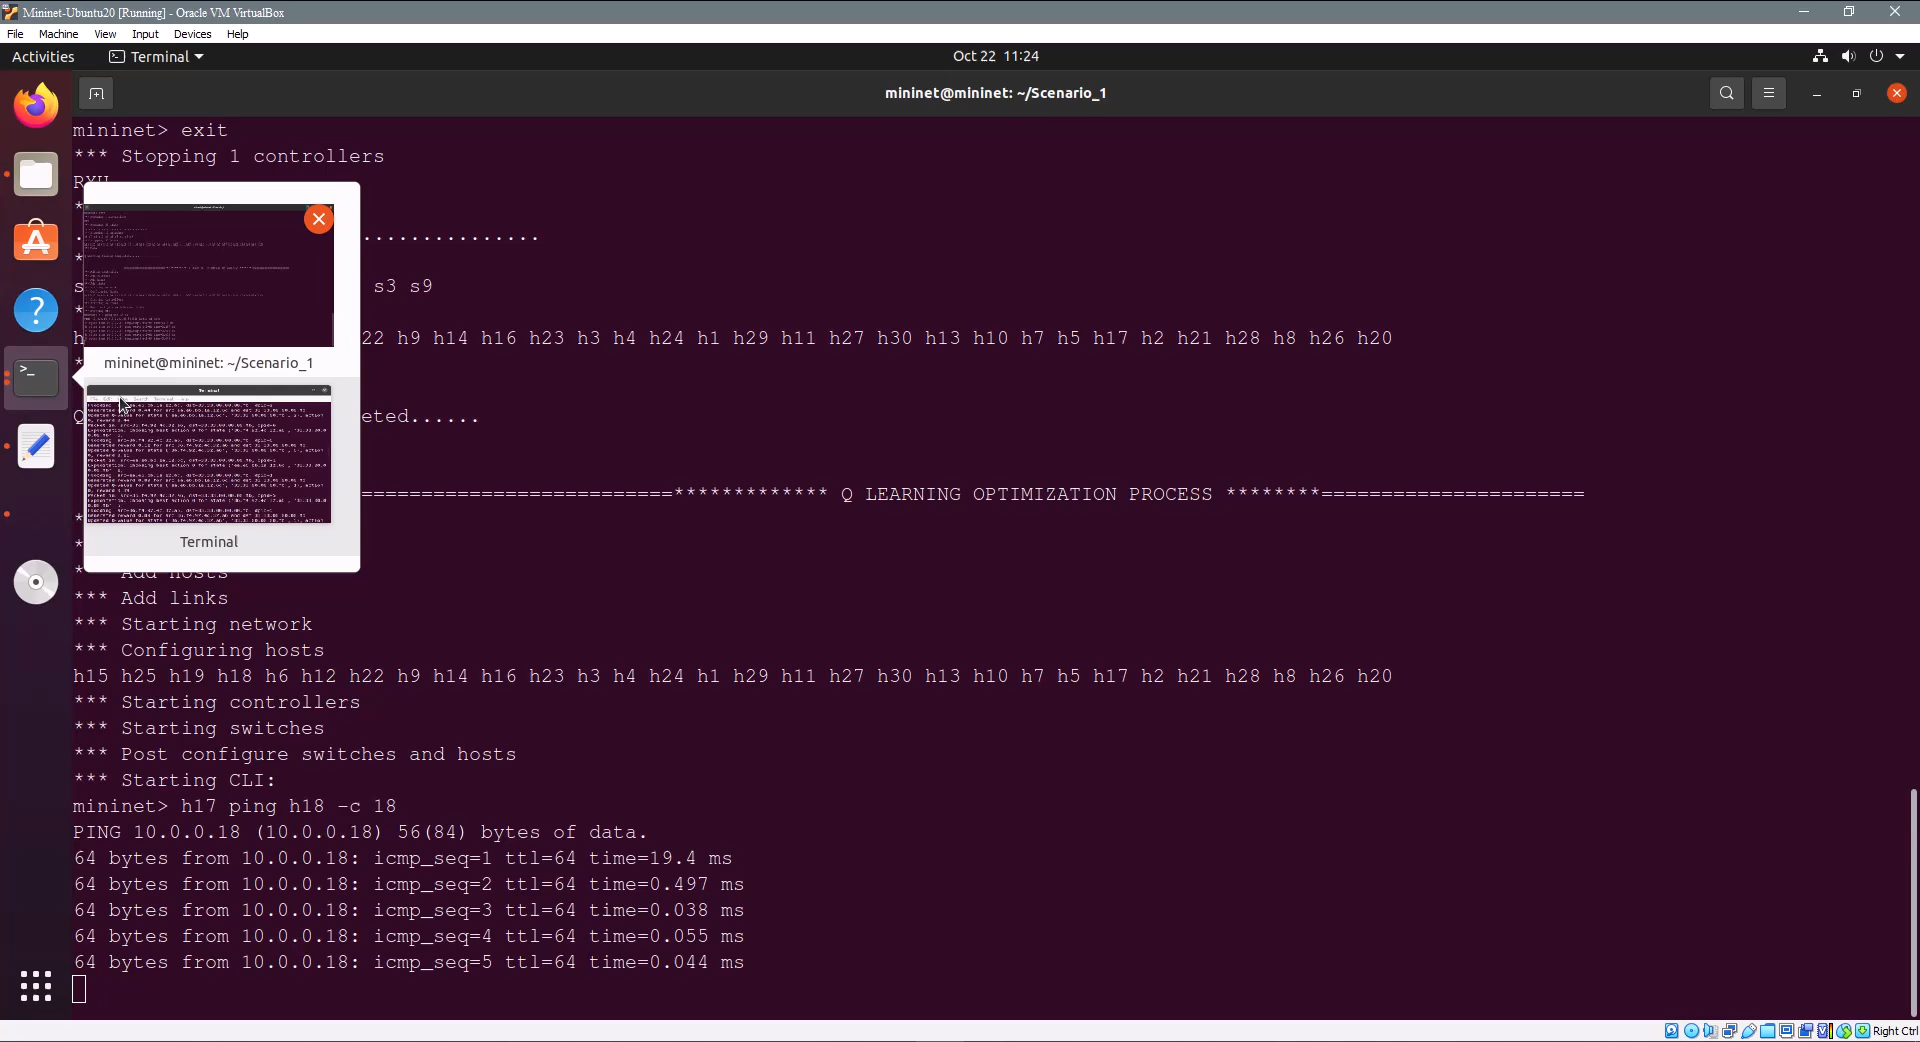 Mininet-Ubuntu20 [Running] - Oracle VM VirtualBox
File Machine View Input Devices Help
Activities Terminal Oct 22 11:24
mininet@mininet: ~/Scenario_1
mininet> exit
*** Stopping 1 controllers
RYU
*
. ...............
*
s s3 s9
*
h 22 h9 h14 h16 h23 h3 h4 h24 h1 h29 h11 h27 h30 h13 h10 h7 h5 h17 h2 h21 h28 h8 h26 h20
mininet@mininet: ~/Scenario_1
*
Q eted......
==========================************* Q LEARNING OPTIMIZATION PROCESS ********======================
*
Terminal
*
* Add hosts
*** Add links
*** Starting network
*** Configuring hosts
h15 h25 h19 h18 h6 h12 h22 h9 h14 h16 h23 h3 h4 h24 h1 h29 h11 h27 h30 h13 h10 h7 h5 h17 h2 h21 h28 h8 h26 h20
*** Starting controllers
*** Starting switches
*** Post configure switches and hosts
*** Starting CLI:
mininet> h17 ping h18 -c 18
PING 10.0.0.18 (10.0.0.18) 56(84) bytes of data.
64 bytes from 10.0.0.18: icmp_seq=1 ttl=64 time=19.4 ms
64 bytes from 10.0.0.18: icmp_seq=2 ttl=64 time=0.497 ms
64 bytes from 10.0.0.18: icmp_seq=3 ttl=64 time=0.038 ms
64 bytes from 10.0.0.18: icmp_seq=4 ttl=64 time=0.055 ms
64 bytes from 10.0.0.18: icmp_seq=5 ttl=64 time=0.044 ms
Right Ctrl